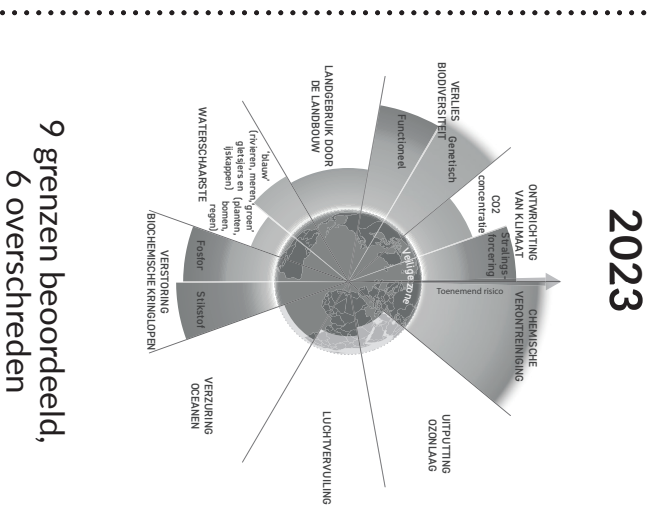 2023
ONTWRICHTING
VAN KLIMAAT
CO2
concentratie
Stralings-
forcering
Toenemend risico
CHEMISCHE
VERONTREINIGING
UITPUTTING
OZONLAAG
LUCHTVERVUILING
VERZURING
OCEANEN
VERSTORING
BIOCHEMISCHE KRINGLOPEN
Stikstof
Fosfor
WATERSCHAARSTE
'blauw'
(rivieren, meren,
gletsjers en
ijskappen)
'groen'
(planten,
bomen,
regen)
LANDGEBRUIK DOOR
DE LANDBOUW
VERLIES
BIODIVERSITEIT
Functioneel
Genetisch
Veilige zone
9 grenzen beoordeeld,
6 overschreden